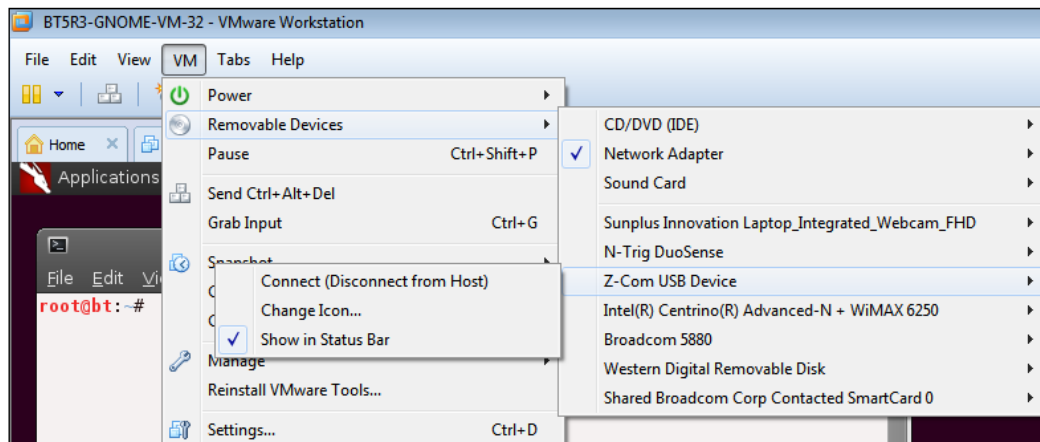 BT5R3-GNOME-VM-32 - VMware Workstation
File Edit View VM Tabs Help
Power
Removable Devices
Pause Ctrl+Shift+P
Send Ctrl+Alt+Del
Grab Input Ctrl+G
Snapshot
Manage
Reinstall VMware Tools...
Settings... Ctrl+D
CD/DVD (IDE)
Network Adapter
Sound Card
Sunplus Innovation Laptop_Integrated_Webcam_FHD
N-Trig DuoSense
Z-Com USB Device
Intel(R) Centrino(R) Advanced-N + WiMAX 6250
Broadcom 5880
Western Digital Removable Disk
Shared Broadcom Corp Contacted SmartCard 0
Connect (Disconnect from Host)
Change Icon...
Show in Status Bar
Home
Applications
File Edit Vi
root@bt:~#